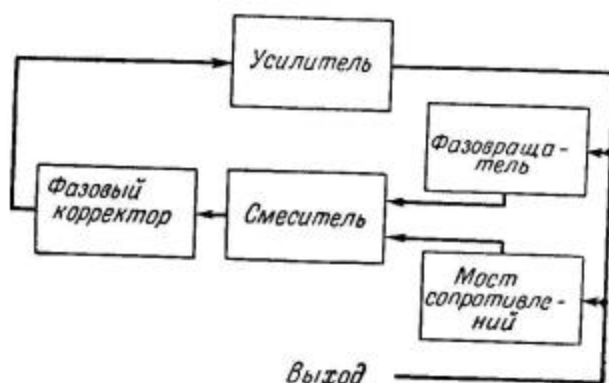 Усилитель
Фазовраща-
тель
Фазовый
корректор
Смеситель
Мост
сопротивле-
ний
Выход